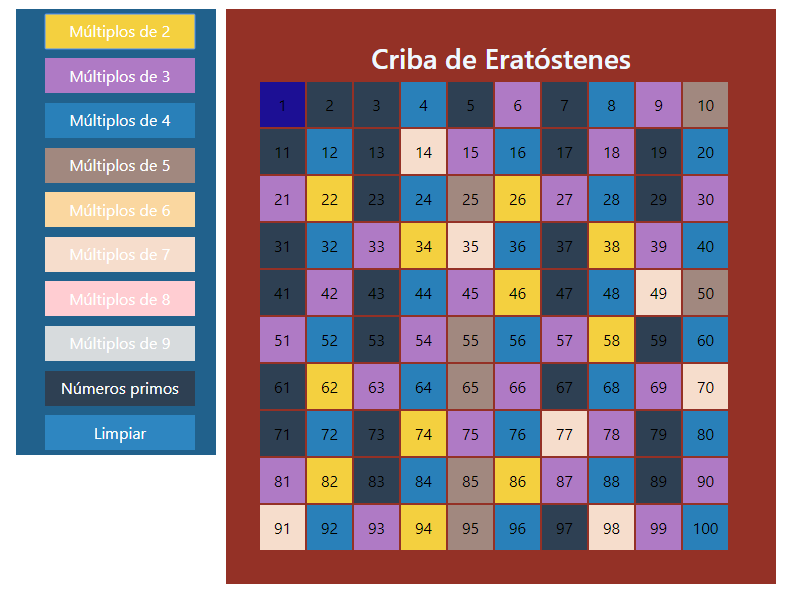 Múltiplos de 2
Múltiplos de 3
Múltiplos de 4
Múltiplos de 5
Múltiplos de 6
Múltiplos de 7
Múltiplos de 8
Múltiplos de 9
Números primos
Limpiar
Criba de Eratóstenes
1 2 3 4 5 6 7 8 9 10
11 12 13 14 15 16 17 18 19 20
21 22 23 24 25 26 27 28 29 30
31 32 33 34 35 36 37 38 39 40
41 42 43 44 45 46 47 48 49 50
51 52 53 54 55 56 57 58 59 60
61 62 63 64 65 66 67 68 69 70
71 72 73 74 75 76 77 78 79 80
81 82 83 84 85 86 87 88 89 90
91 92 93 94 95 96 97 98 99 100